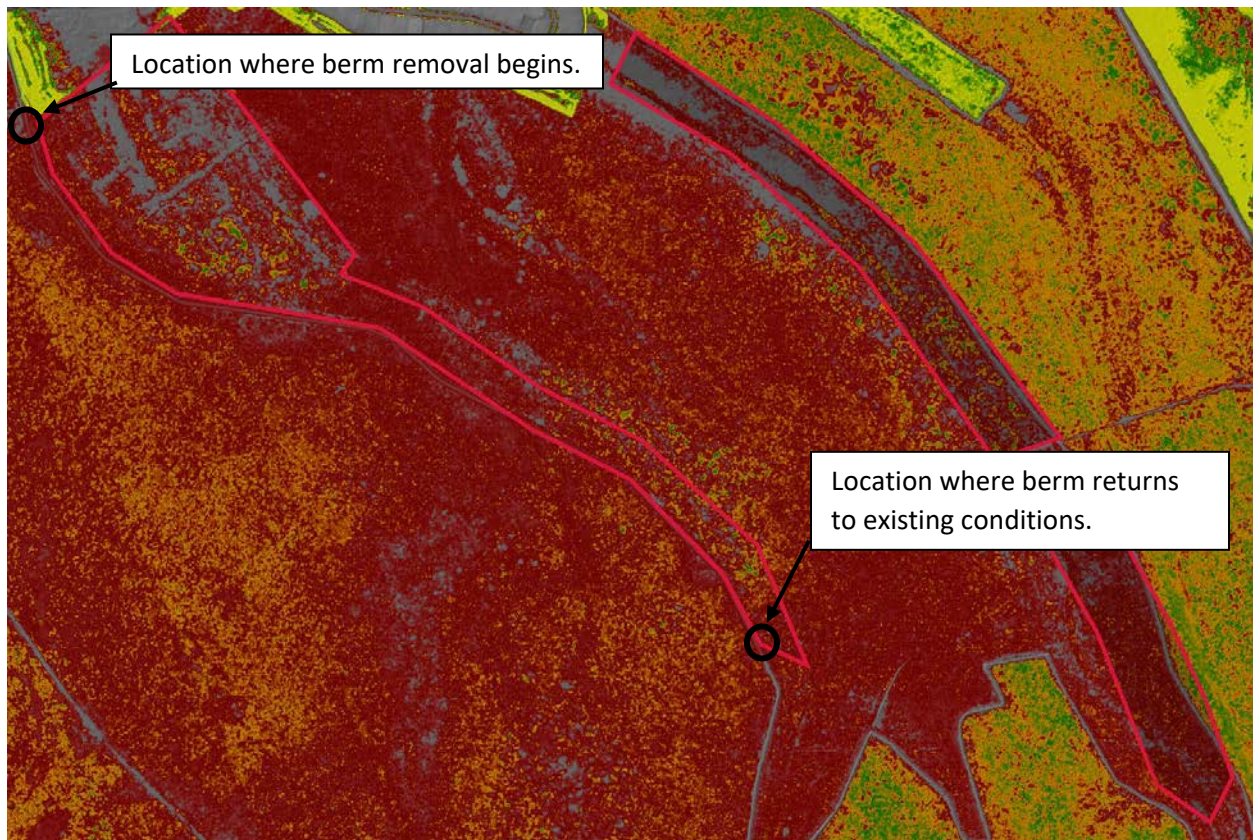 Location where berm removal begins.
Location where berm returns
to existing conditions.